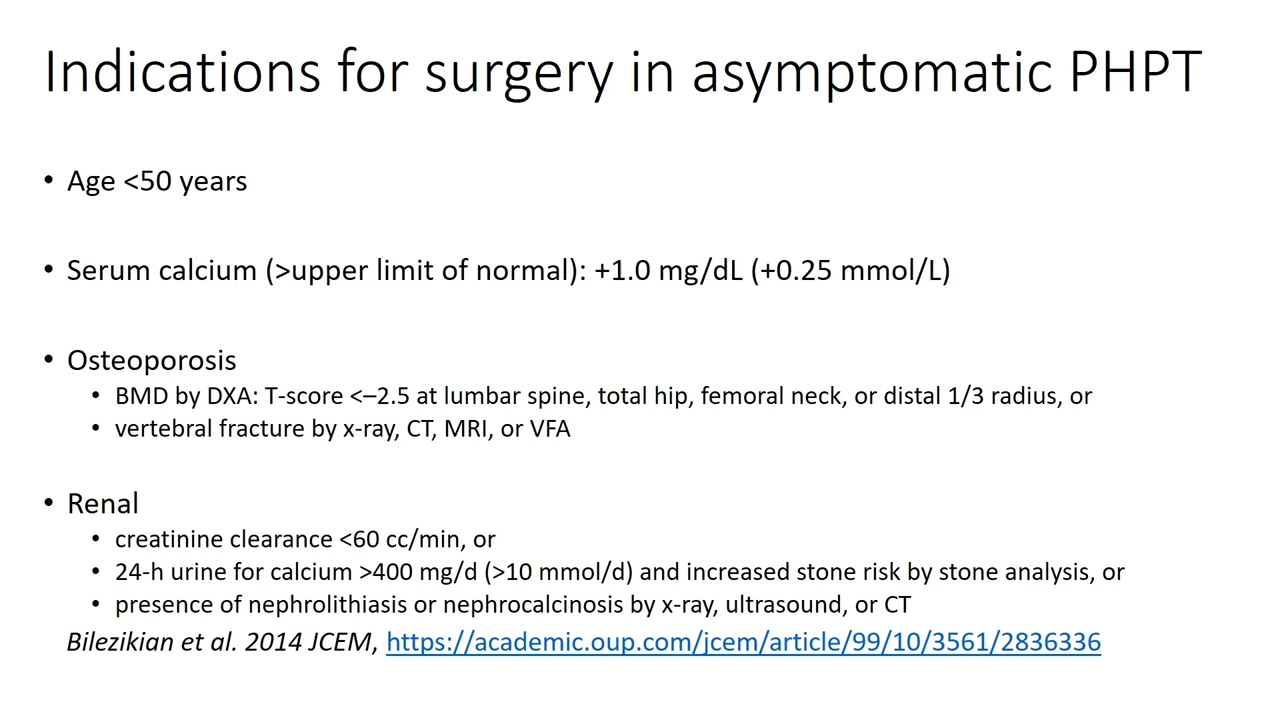 Indications for surgery in asymptomatic PHPT
• Age <50 years
• Serum calcium (>upper limit of normal): +1.0 mg/dL (+0.25 mmol/L)
• Osteoporosis
• BMD by DXA: T-score <–2.5 at lumbar spine, total hip, femoral neck, or distal 1/3 radius, or
• vertebral fracture by x-ray, CT, MRI, or VFA
• Renal
• creatinine clearance <60 cc/min, or
• 24-h urine for calcium >400 mg/d (>10 mmol/d) and increased stone risk by stone analysis, or
• presence of nephrolithiasis or nephrocalcinosis by x-ray, ultrasound, or CT
Bilezikian et al. 2014 JCEM, https://academic.oup.com/jcem/article/99/10/3561/2836336